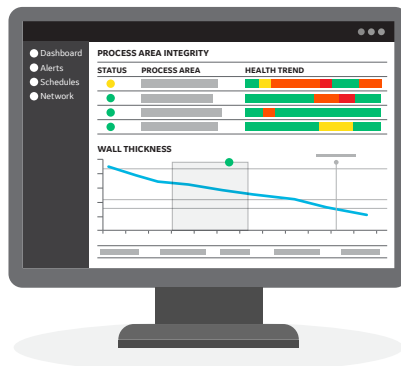 Dashboard
Alerts
Schedules
Network
PROCESS AREA INTEGRITY
STATUS PROCESS AREA HEALTH TREND
WALL THICKNESS